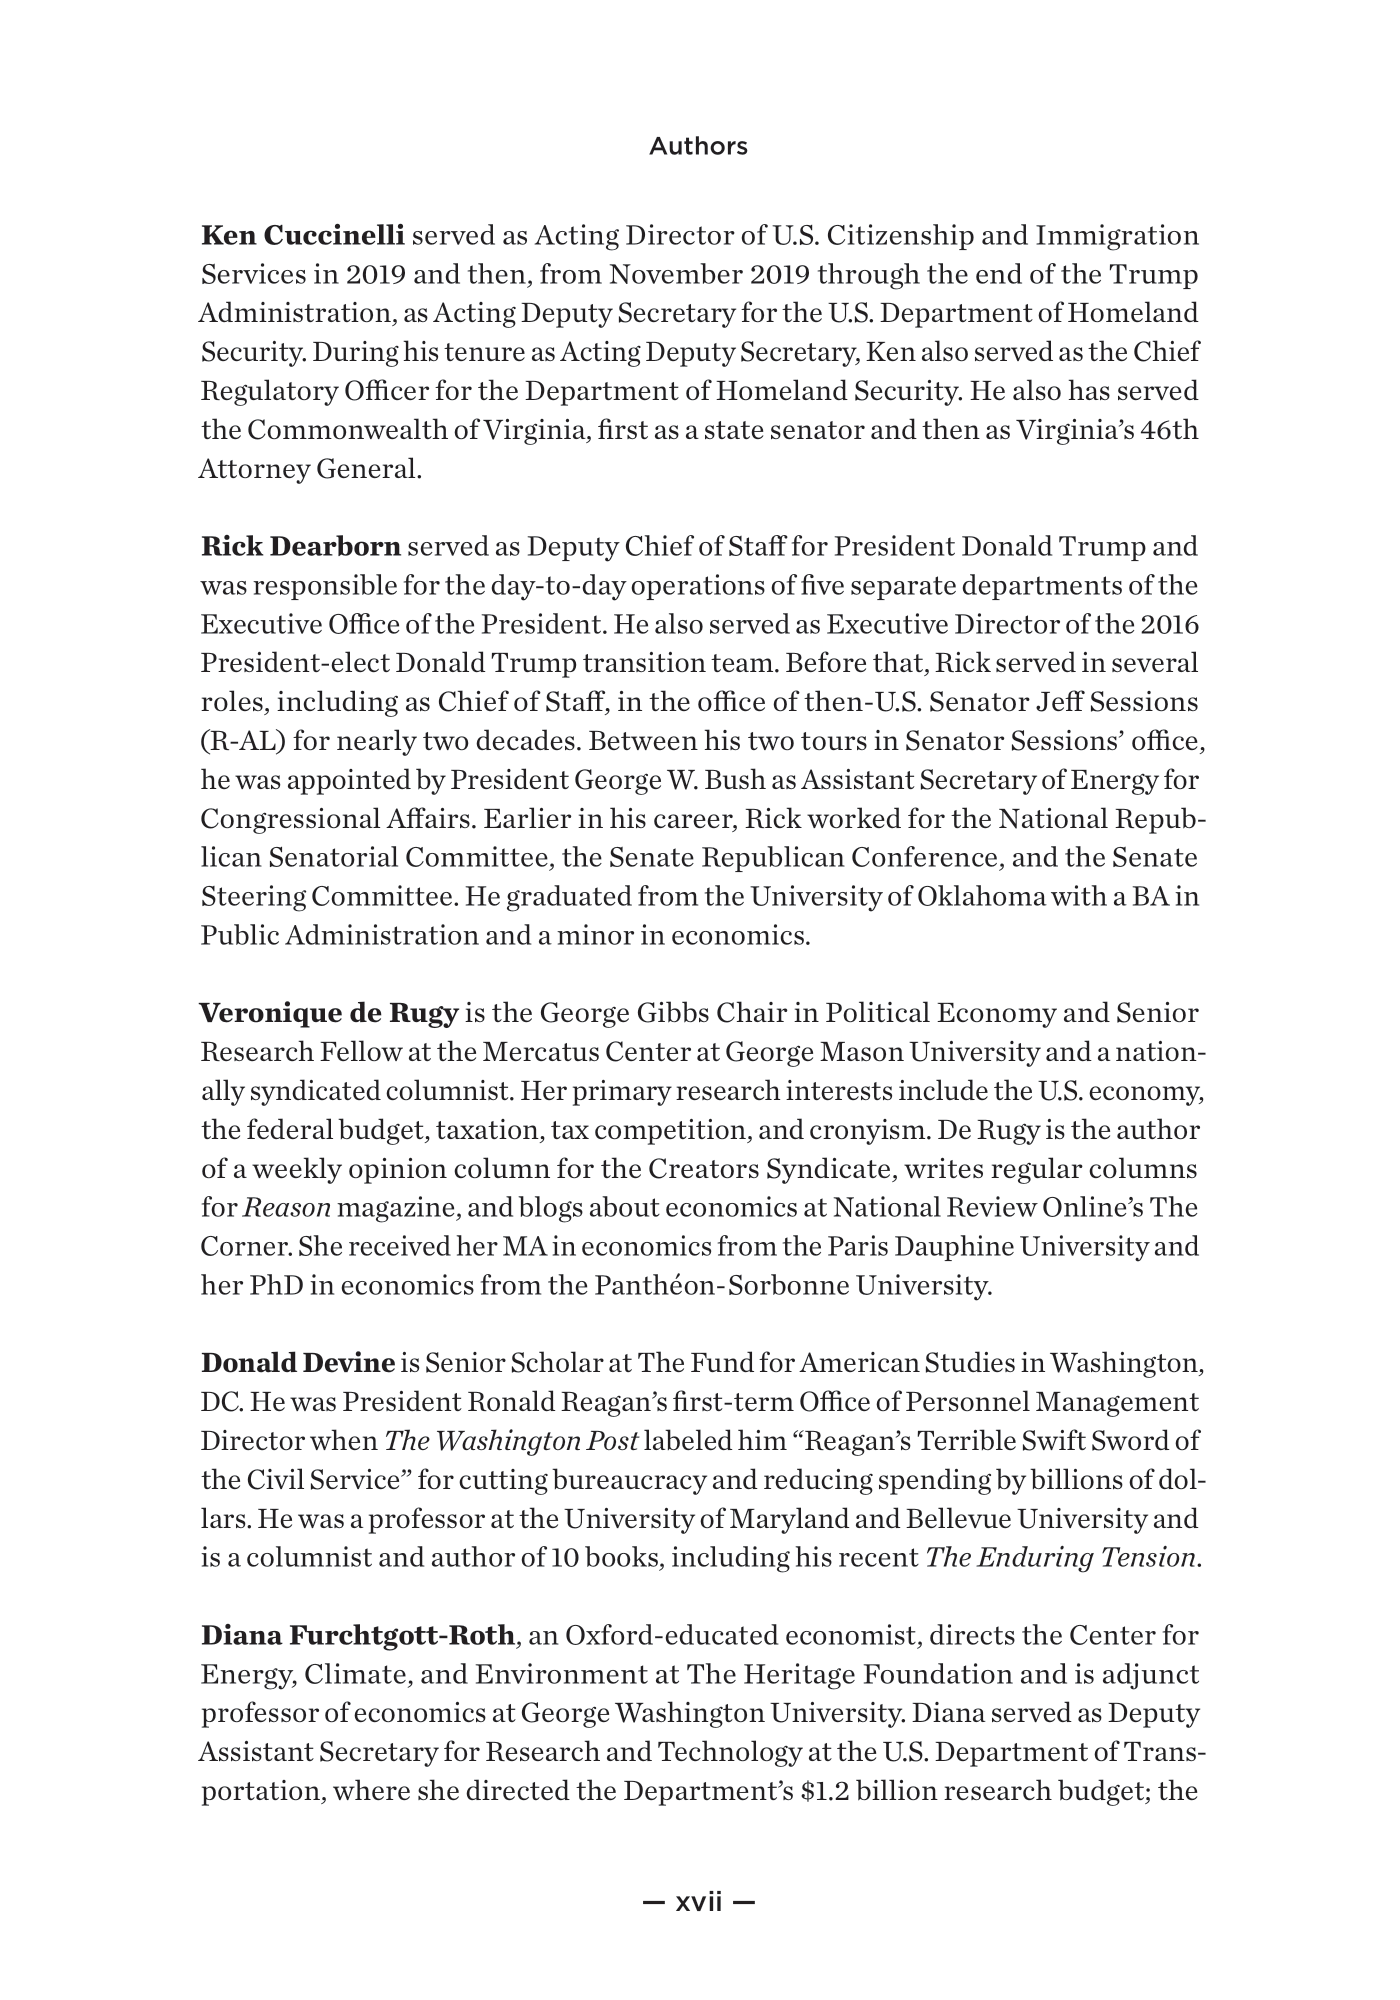 Authors
Ken Cuccinelli served as Acting Director of U.S. Citizenship and Immigration
Services in 2019 and then, from November 2019 through the end of the Trump
Administration, as Acting Deputy Secretary for the U.S. Department of Homeland
Security. During his tenure as Acting Deputy Secretary, Ken also served as the Chief
Regulatory Officer for the Department of Homeland Security. He also has served
the Commonwealth of Virginia, first as a state senator and then as Virginia’s 46th
Attorney General.
Rick Dearborn served as Deputy Chief of Staff for President Donald Trump and
was responsible for the day-to-day operations of five separate departments of the
Executive Office of the President. He also served as Executive Director of the 2016
President-elect Donald Trump transition team. Before that, Rick served in several
roles, including as Chief of Staff, in the office of then-U.S. Senator Jeff Sessions
(R-AL) for nearly two decades. Between his two tours in Senator Sessions’ office,
he was appointed by President George W. Bush as Assistant Secretary of Energy for
Congressional Affairs. Earlier in his career, Rick worked for the National Repub-
lican Senatorial Committee, the Senate Republican Conference, and the Senate
Steering Committee. He graduated from the University of Oklahoma with a BA in
Public Administration and a minor in economics.
Veronique de Rugy is the George Gibbs Chair in Political Economy and Senior
Research Fellow at the Mercatus Center at George Mason University and a nation-
ally syndicated columnist. Her primary research interests include the U.S. economy,
the federal budget, taxation, tax competition, and cronyism. De Rugy is the author
of a weekly opinion column for the Creators Syndicate, writes regular columns
for Reason magazine, and blogs about economics at National Review Online’s The
Corner. She received her MA in economics from the Paris Dauphine University and
her PhD in economics from the Panthéon-Sorbonne University.
Donald Devine is Senior Scholar at The Fund for American Studies in Washington,
DC. He was President Ronald Reagan’s first-term Office of Personnel Management
Director when The Washington Post labeled him “Reagan’s Terrible Swift Sword of
the Civil Service” for cutting bureaucracy and reducing spending by billions of dol-
lars. He was a professor at the University of Maryland and Bellevue University and
is a columnist and author of 10 books, including his recent The Enduring Tension.
Diana Furchtgott-Roth, an Oxford-educated economist, directs the Center for
Energy, Climate, and Environment at The Heritage Foundation and is adjunct
professor of economics at George Washington University. Diana served as Deputy
Assistant Secretary for Research and Technology at the U.S. Department of Trans-
portation, where she directed the Department’s $1.2 billion research budget; the
— xvii —